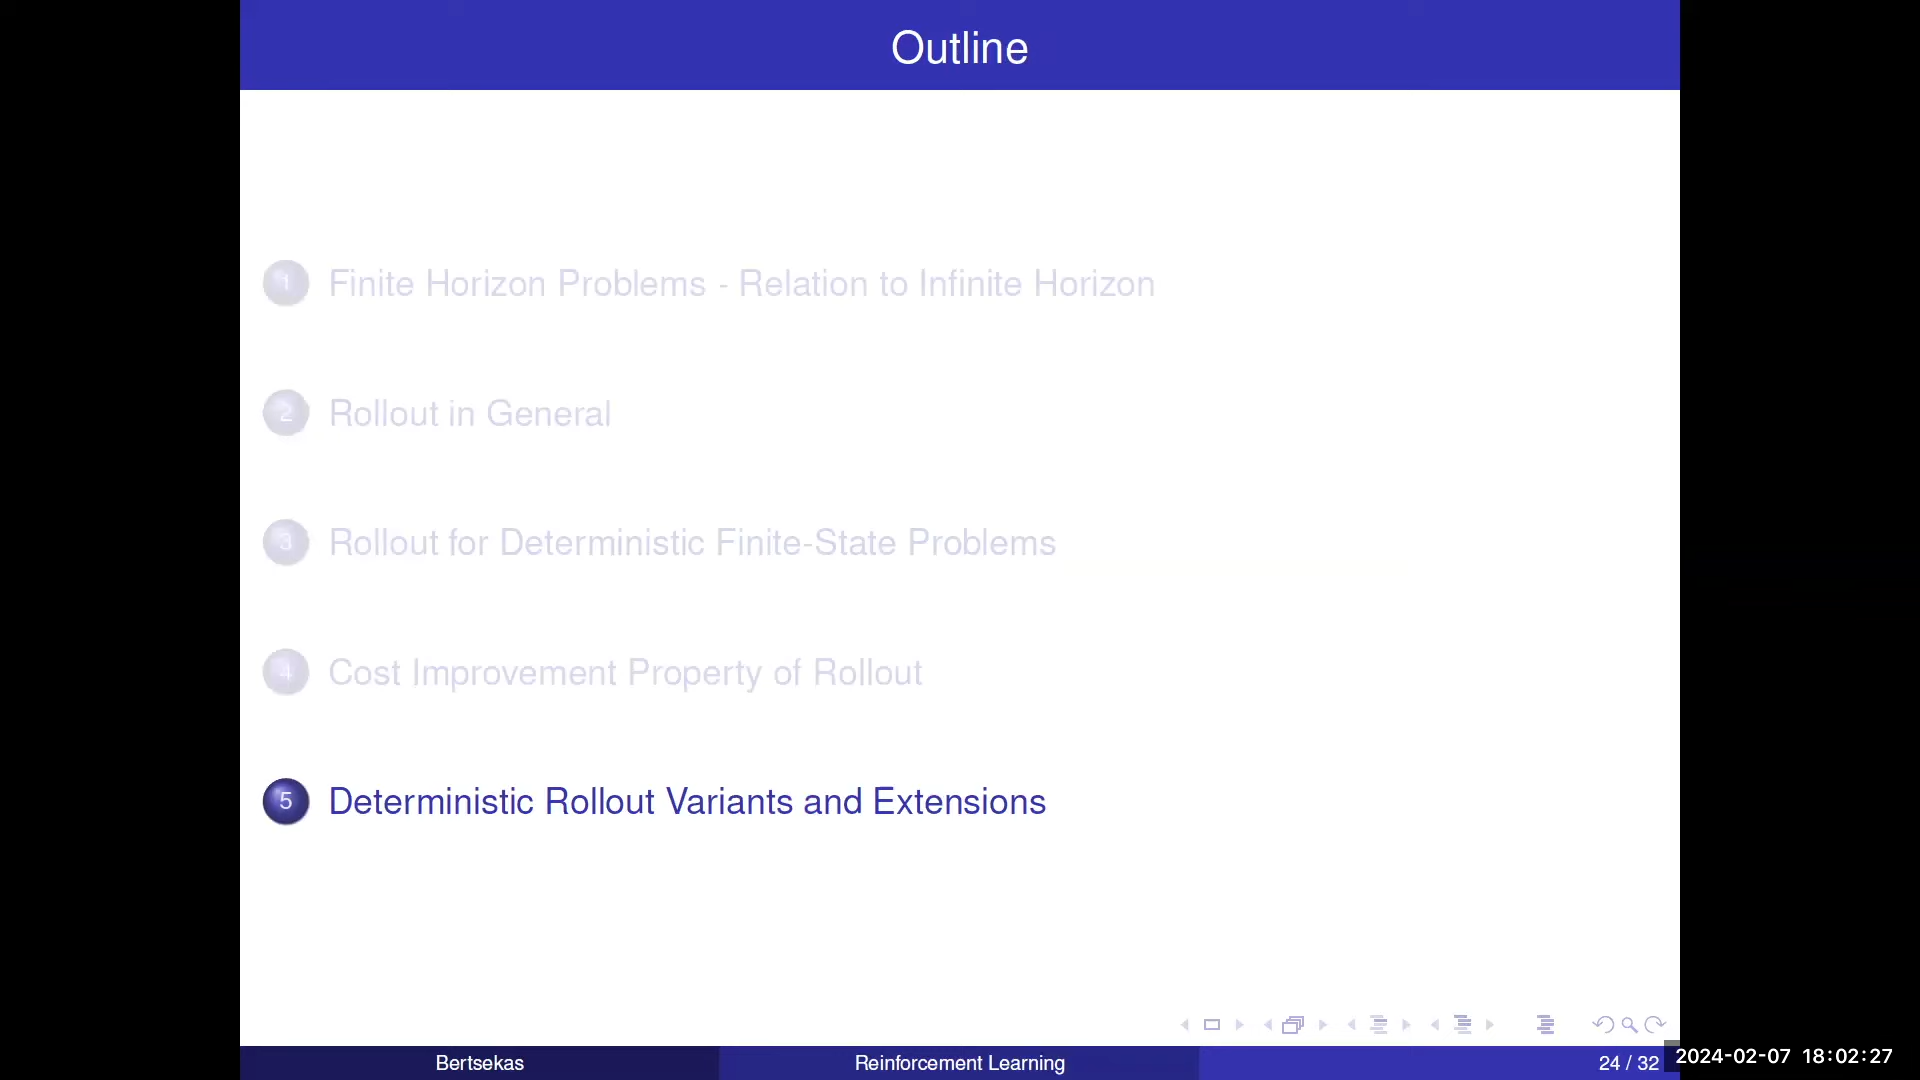 Outline
1 Finite Horizon Problems - Relation to Infinite Horizon
2 Rollout in General
3 Rollout for Deterministic Finite-State Problems
4 Cost Improvement Property of Rollout
5 Deterministic Rollout Variants and Extensions
Bertsekas Reinforcement Learning 24 / 32 2024-02-07 18:02:27